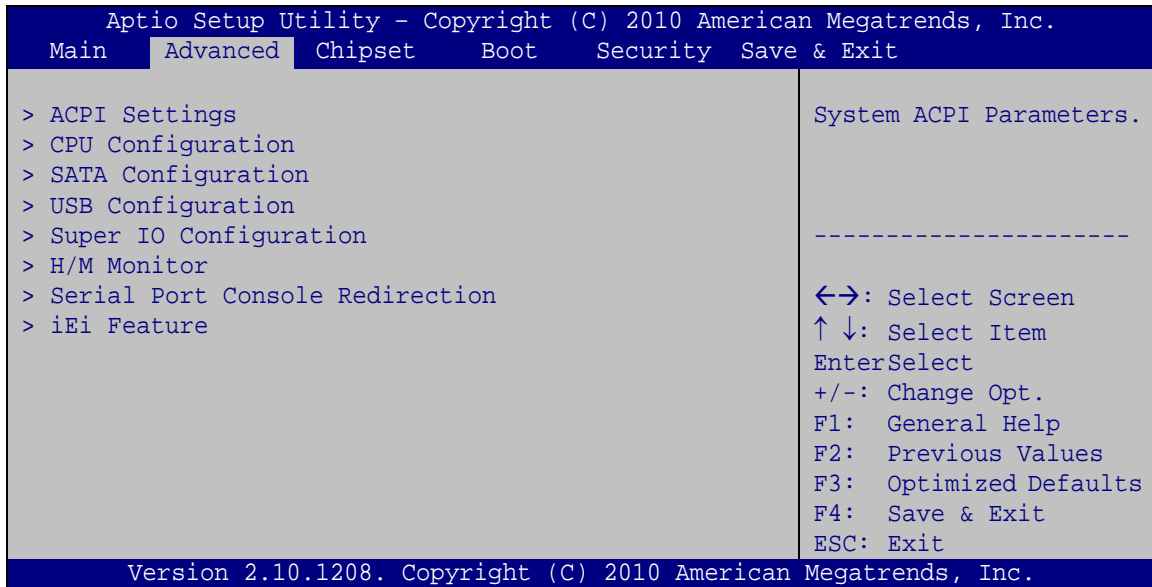 Aptio Setup Utility – Copyright (C) 2010 American Megatrends, Inc.
Main Advanced Chipset Boot Security Save & Exit
> ACPI Settings
> CPU Configuration
> SATA Configuration
> USB Configuration
> Super IO Configuration
> H/M Monitor
> Serial Port Console Redirection
> iEi Feature
System ACPI Parameters.
----------------------
←→: Select Screen
↑ ↓: Select Item
EnterSelect
+/-: Change Opt.
F1: General Help
F2: Previous Values
F3: Optimized Defaults
F4: Save & Exit
ESC: Exit
Version 2.10.1208. Copyright (C) 2010 American Megatrends, Inc.